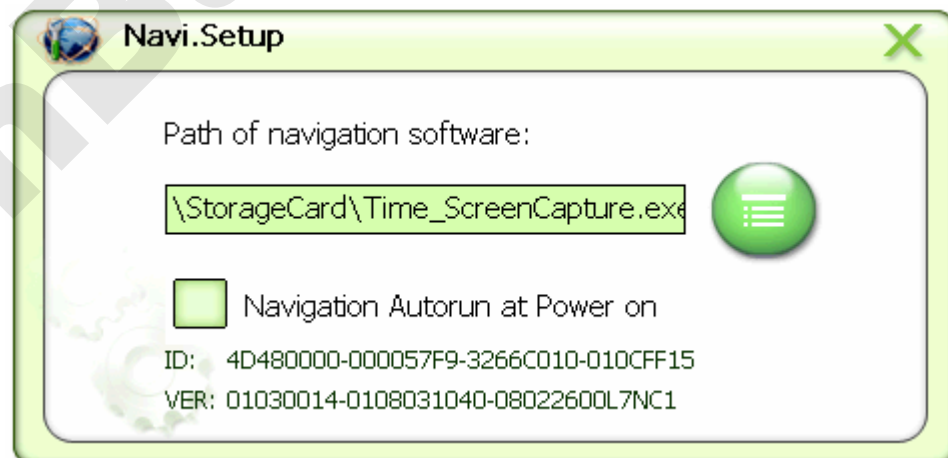 Navi.Setup
Path of navigation software:
\StorageCard\Time_ScreenCapture.exe
Navigation Autorun at Power on
ID: 4D480000-000057F9-3266C010-010CFF15
VER: 01030014-0108031040-08022600L7NC1